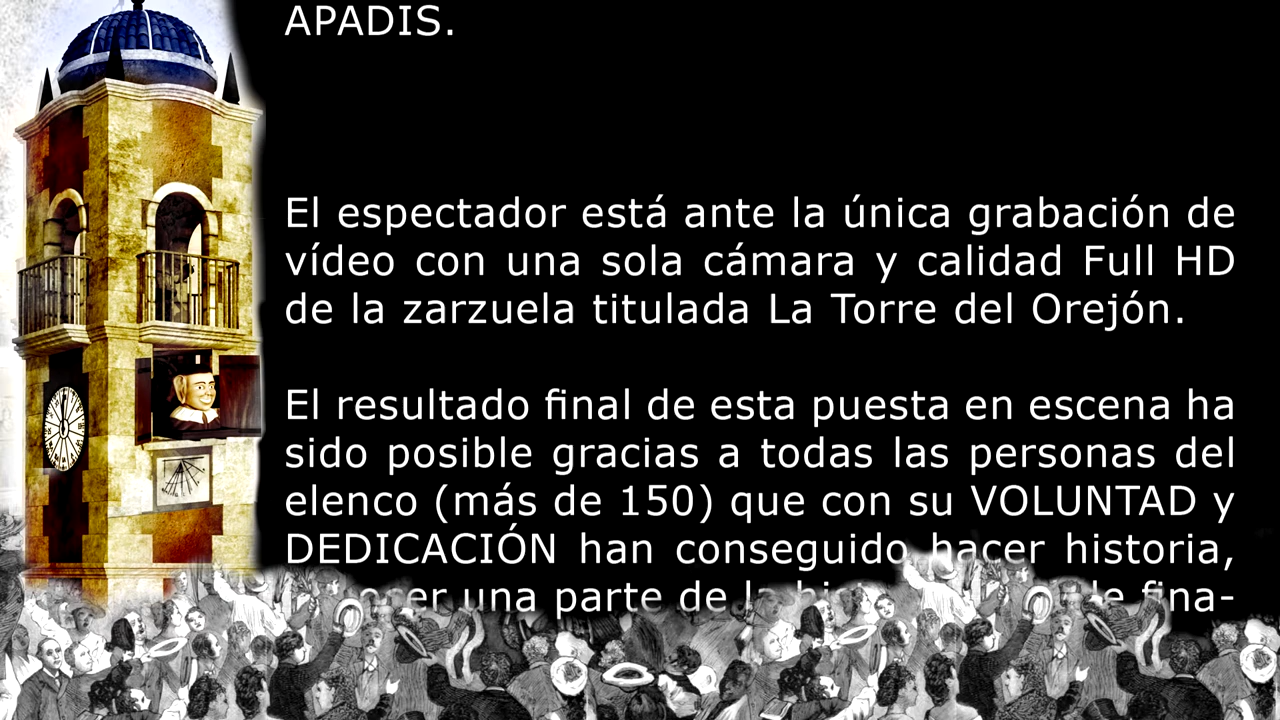 APADIS.
El espectador está ante la única grabación de
vídeo con una sola cámara y calidad Full HD
de la zarzuela titulada La Torre del Orejón.
El resultado final de esta puesta en escena ha
sido posible gracias a todas las personas del
elenco (más de 150) que con su VOLUNTAD y
DEDICACIÓN han conseguido hacer historia,
una parte de la fina-